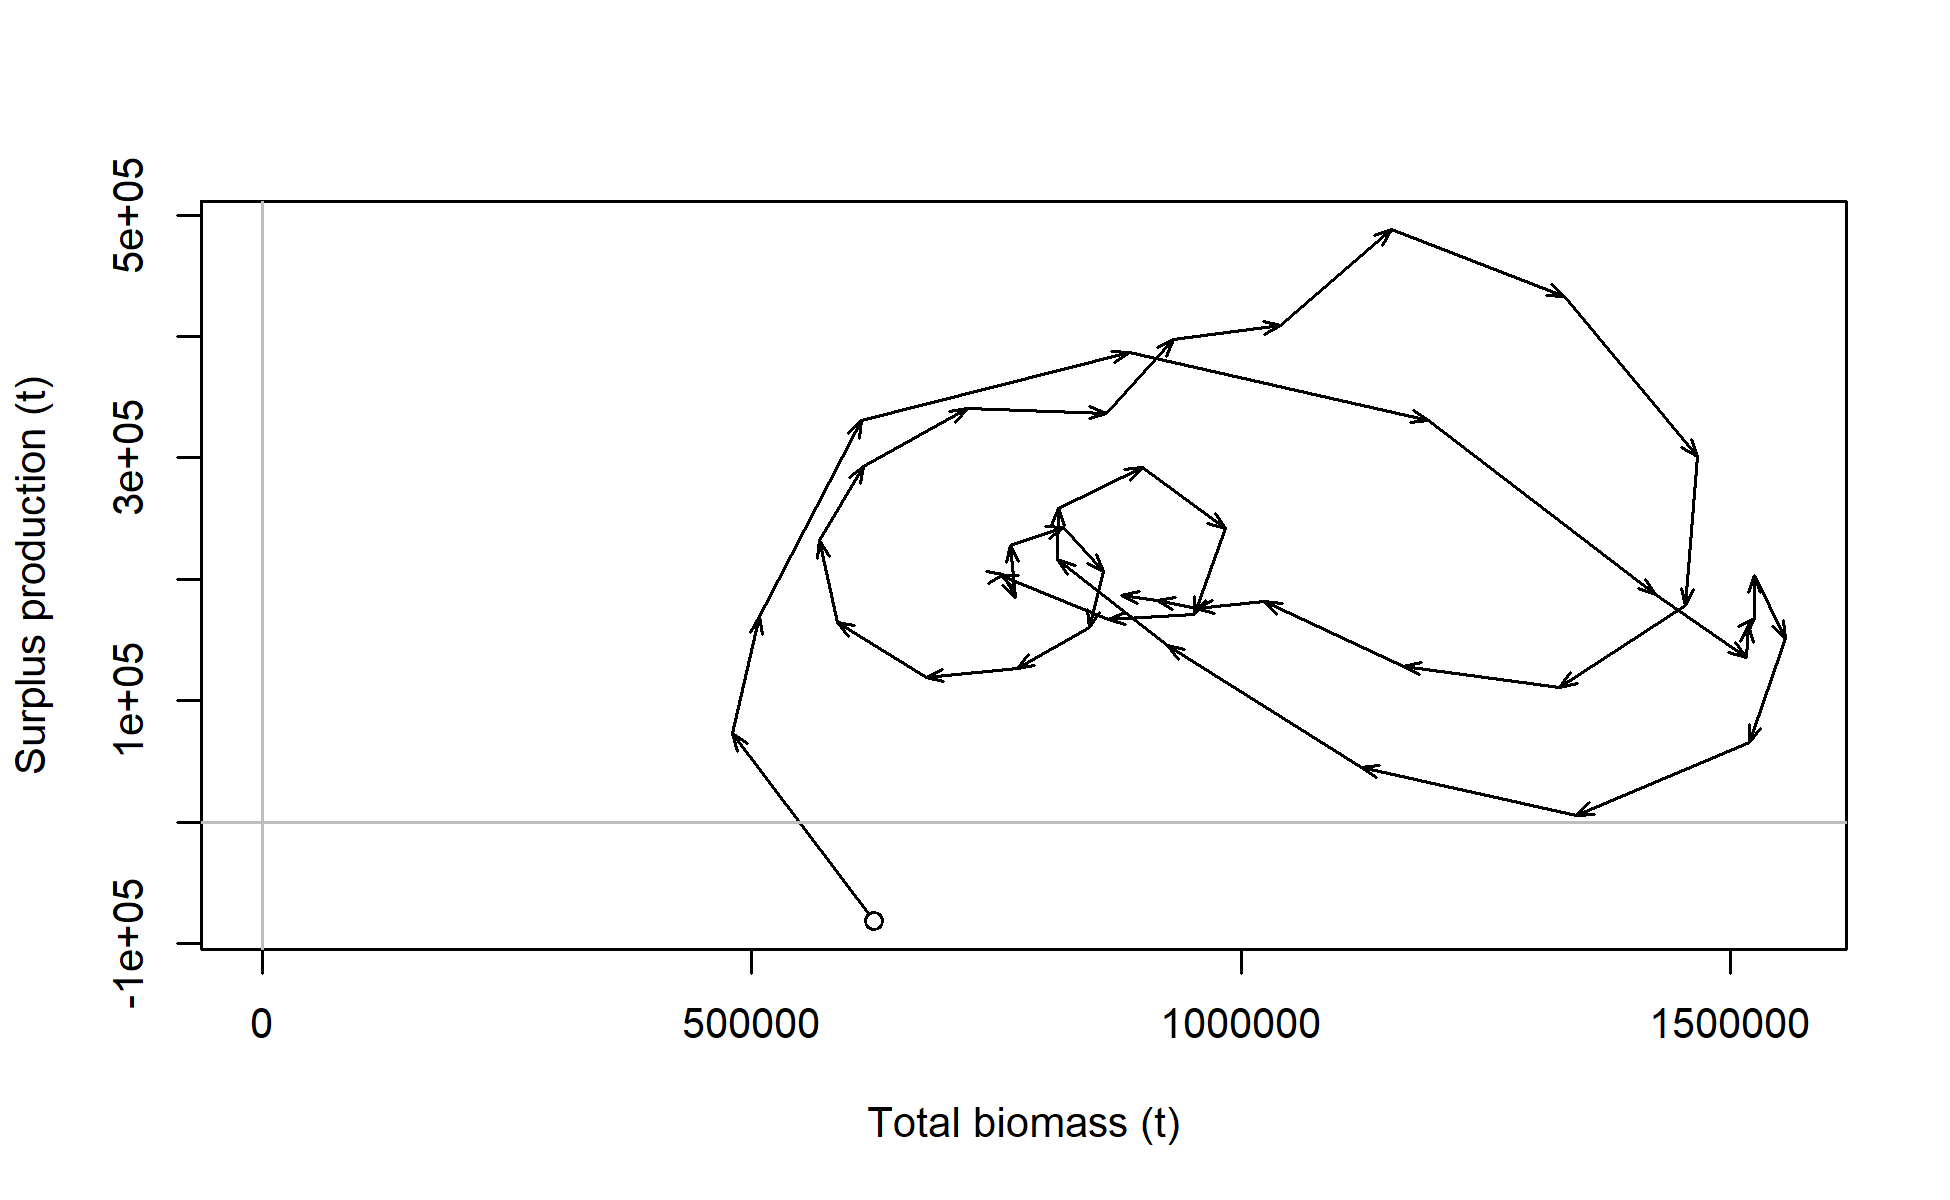 Surplus production (t)
5e+05
3e+05
1e+05
-1e+05
0 500000 1000000 1500000
Total biomass (t)